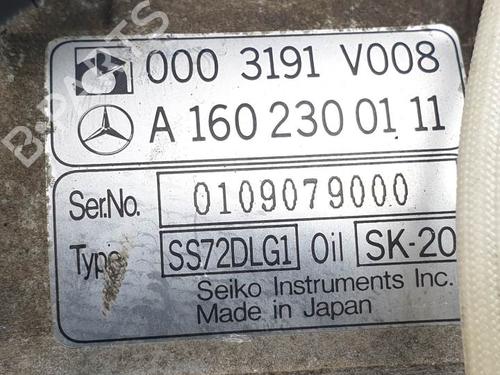 000 3191 V008
A 160 230 01 11
Ser.No. 0109079000
Type SS72DLG1 Oil SK-20
Seiko Instruments Inc.
Made in Japan
B-PARTS